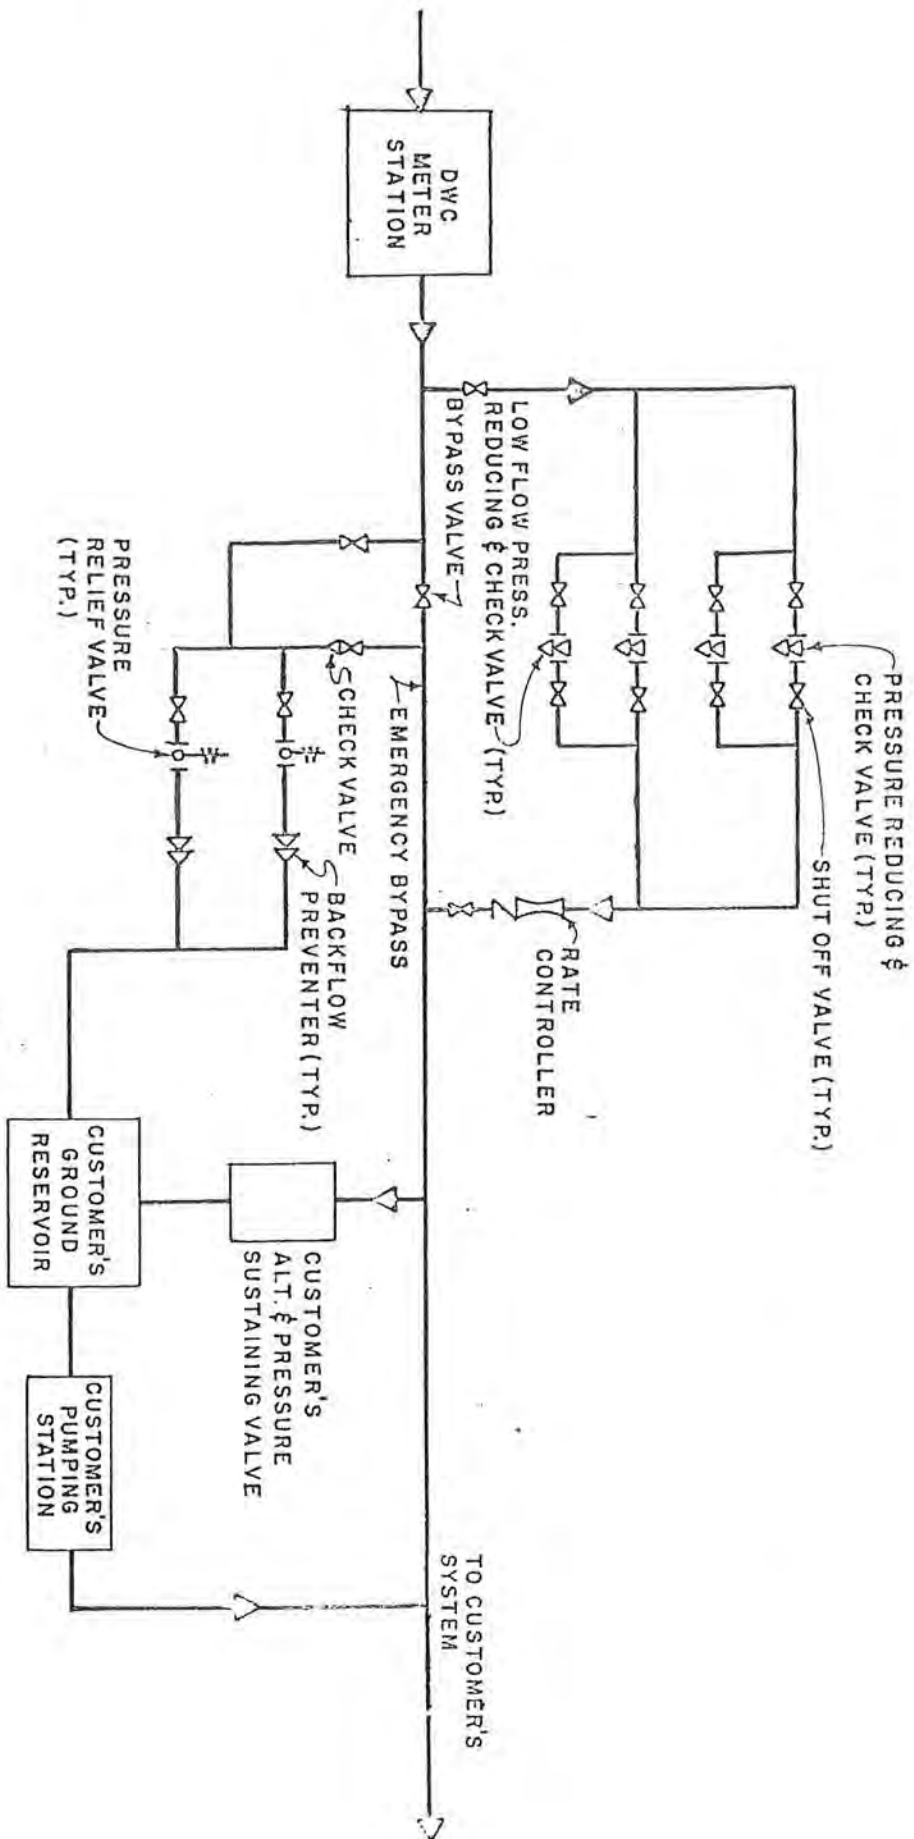 DWC
METER
STATION
PRESSURE REDUCING &
CHECK VALVE (TYP.)
SHUT OFF VALVE (TYP.)
LOW FLOW PRESS.
REDUCING & CHECK VALVE (TYP.)
BYPASS VALVE
RATE
CONTROLLER
EMERGENCY BYPASS
CHECK VALVE
BACKFLOW
PREVENTER (TYP.)
PRESSURE
RELIEF VALVE
(TYP.)
CUSTOMER'S
ALT. & PRESSURE
SUSTAINING VALVE
CUSTOMER'S
GROUND
RESERVOIR
CUSTOMER'S
PUMPING
STATION
TO CUSTOMER'S
SYSTEM